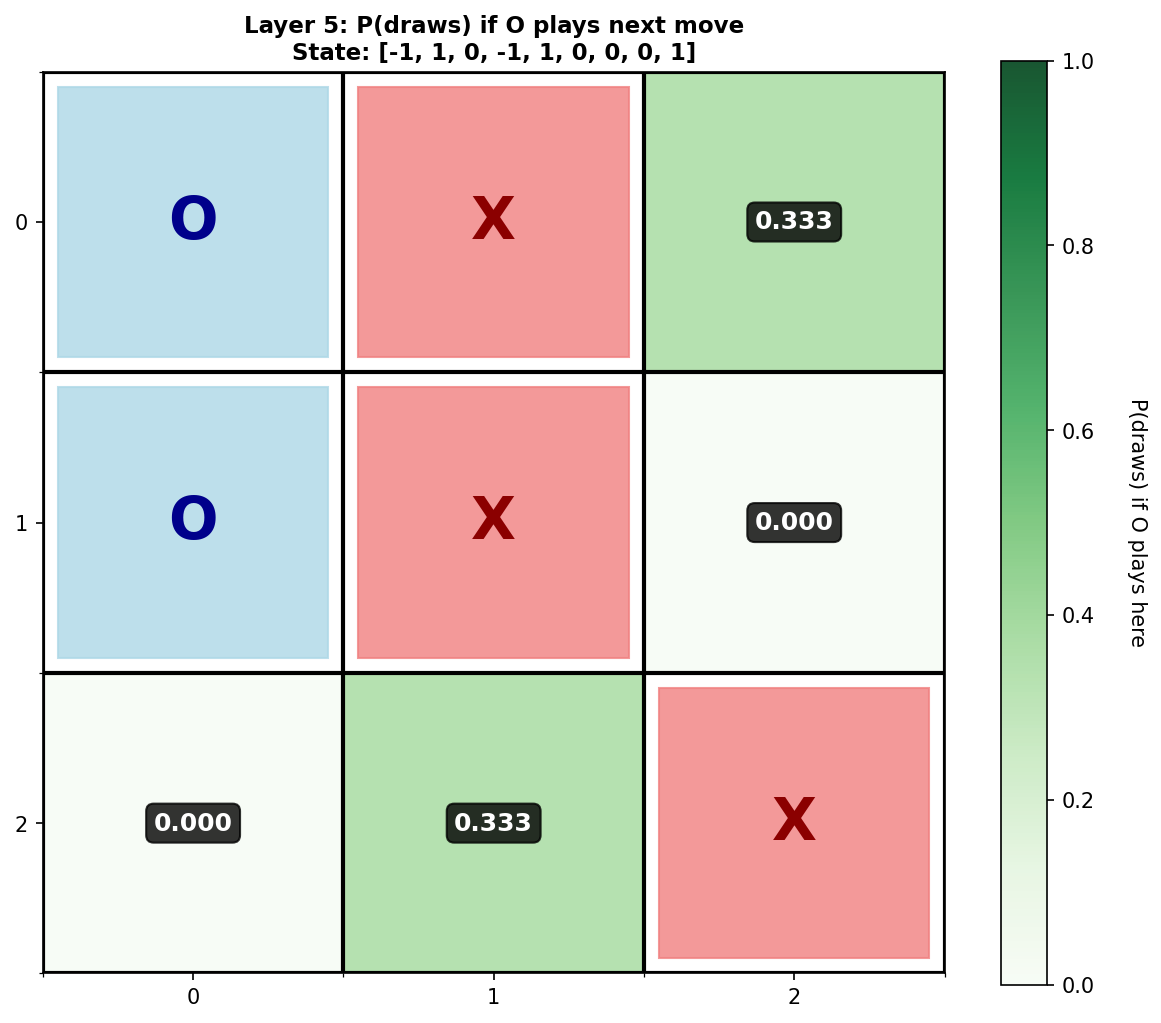 Layer 5: P(draws) if O plays next move
State: [-1, 1, 0, -1, 1, 0, 0, 0, 1]
0
O
X
0.333
1
O
X
0.000
2
0.000
0.333
X
0
1
2
1.0
0.8
0.6
0.4
0.2
0.0
P(draws) if O plays here